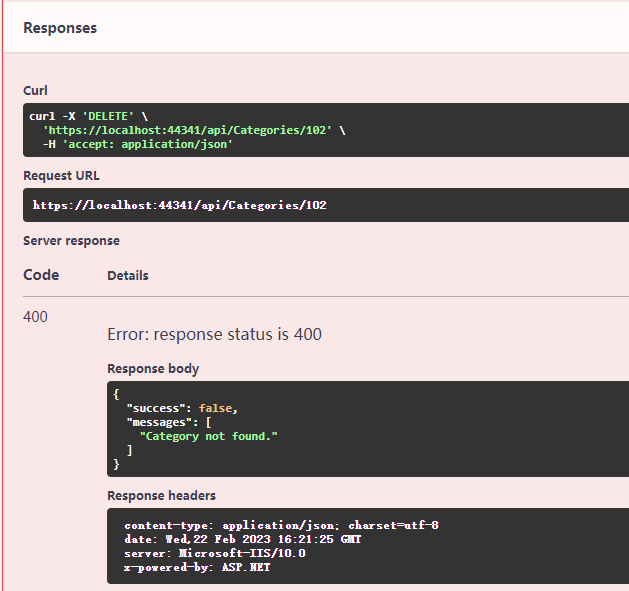 Responses
Curl
curl -X 'DELETE' \
'https://localhost:44341/api/Categories/102' \
-H 'accept: application/json'
Request URL
https://localhost:44341/api/Categories/102
Server response
Code Details
400
Error: response status is 400
Response body
{
"success": false,
"messages": [
"Category not found."
]
}
Response headers
content-type: application/json; charset=utf-8
date: Wed,22 Feb 2023 16:21:25 GMT
server: Microsoft-IIS/10.0
x-powered-by: ASP.NET